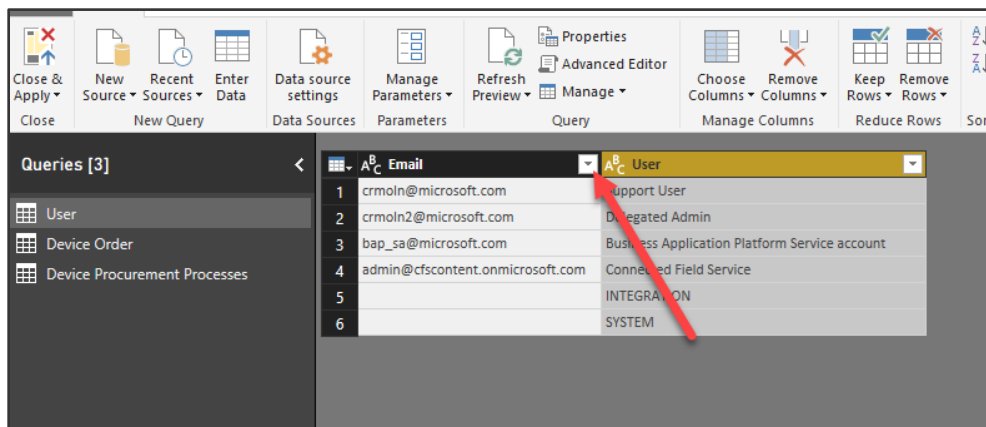 Close &
Apply
New
Source
Recent
Sources
Enter
Data
Data source
settings
Manage
Parameters
Refresh
Preview
Properties
Advanced Editor
Manage
Choose
Columns
Remove
Columns
Keep
Rows
Remove
Rows
Close
New Query
Data Sources
Parameters
Query
Manage Columns
Reduce Rows
Queries [3]
User
Device Order
Device Procurement Processes
ABC Email
ABC User
1 crmoln@microsoft.com Support User
2 crmoln2@microsoft.com Delegated Admin
3 bap_sa@microsoft.com Business Application Platform Service account
4 admin@cfscontent.onmicrosoft.com Connected Field Service
5 INTEGRATION
6 SYSTEM